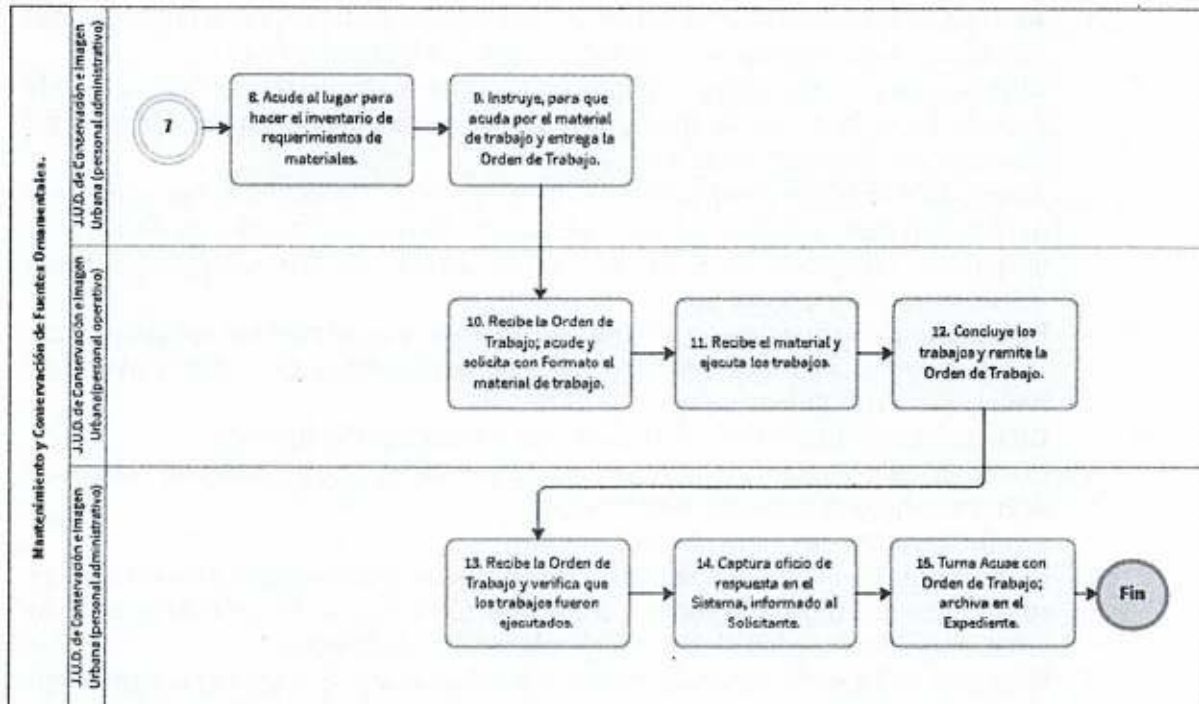 Mantenimiento y Conservación de Fuentes Ornamentales.
J.U.D. de Conservación e Imagen
Urbana (personal administrativo)
7
8. Acude al lugar para
hacer el inventario de
requerimientos de
materiales.
9. Instruye, para que
acuda por el material
de trabajo y entrega la
Orden de Trabajo.
J.U.D. de Conservación e Imagen
Urbana(personal operativo)
10. Recibe la Orden de
Trabajo; acude y
solicita con Formato el
material de trabajo.
11. Recibe el material y
ejecuta los trabajos.
12. Concluye los
trabajos y remite la
Orden de Trabajo.
J.U.D. de Conservación e Imagen
Urbana (personal administrativo)
13. Recibe la Orden de
Trabajo y verifica que
los trabajos fueron
ejecutados.
14. Captura oficio de
respuesta en el
Sistema, informado al
Solicitante.
15. Turna Acuse con
Orden de Trabajo;
archiva en el
Expediente.
Fin